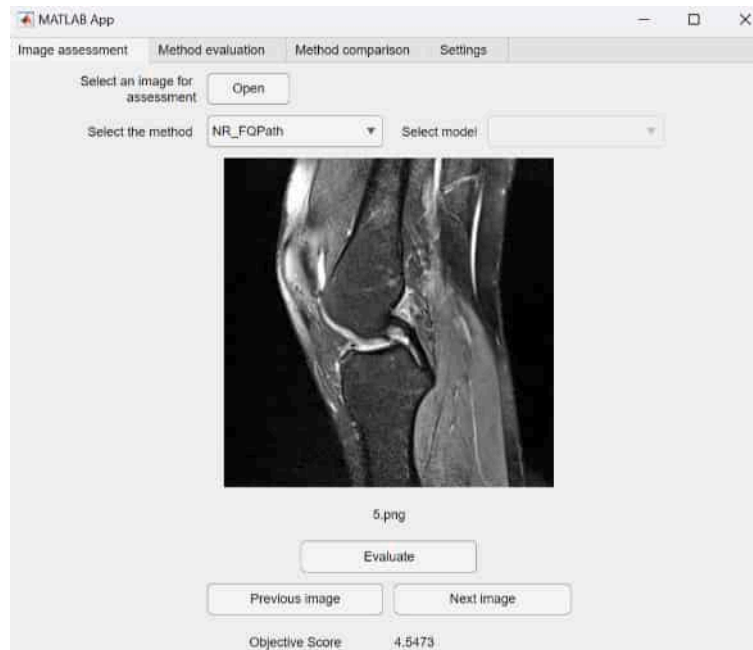 MATLAB App
Image assessment Method evaluation Method comparison Settings
Select an image for
assessment
Open
Select the method NR_FQPath Select model
5.png
Evaluate
Previous image Next image
Objective Score 4.5473